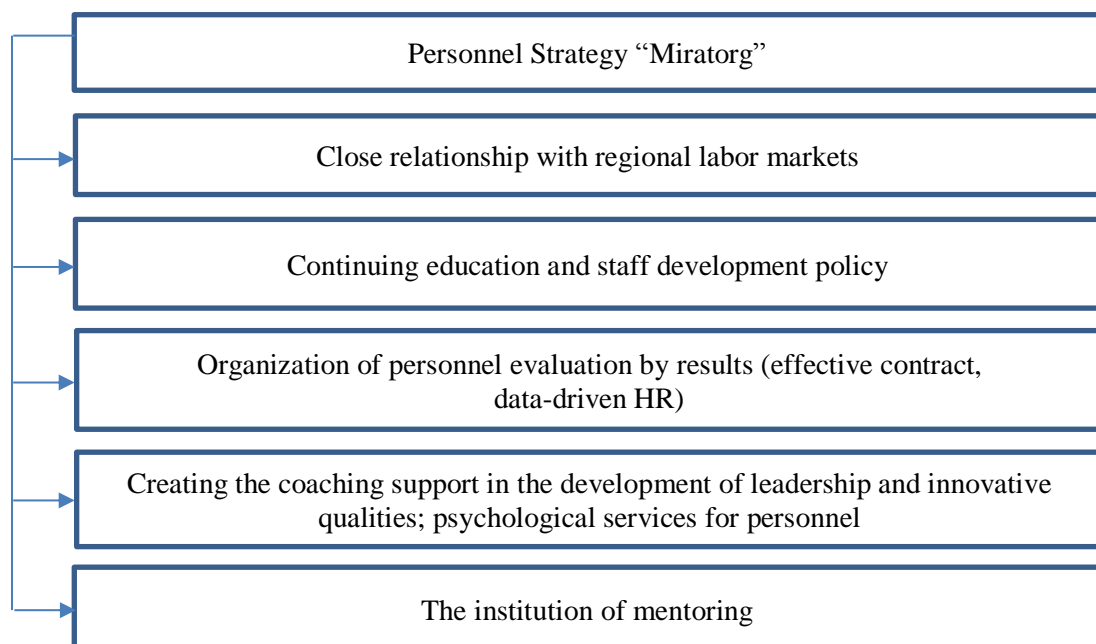 Personnel Strategy “Miratorg”
Close relationship with regional labor markets
Continuing education and staff development policy
Organization of personnel evaluation by results (effective contract,
data-driven HR)
Creating the coaching support in the development of leadership and innovative
qualities; psychological services for personnel
The institution of mentoring